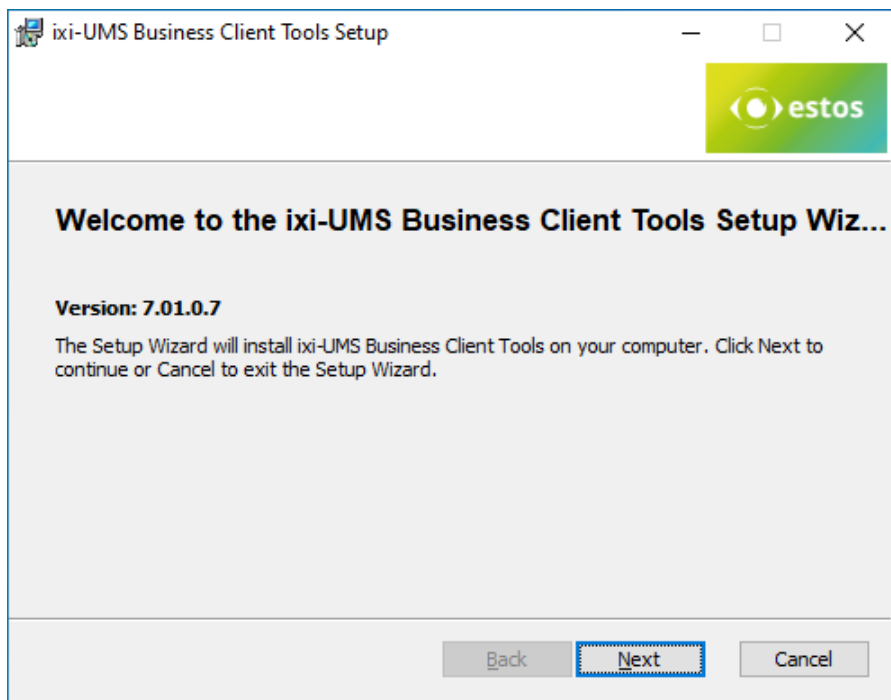 ixi-UMS Business Client Tools Setup
estos
Welcome to the ixi-UMS Business Client Tools Setup Wiz...
Version: 7.01.0.7
The Setup Wizard will install ixi-UMS Business Client Tools on your computer. Click Next to
continue or Cancel to exit the Setup Wizard.
Back Next Cancel